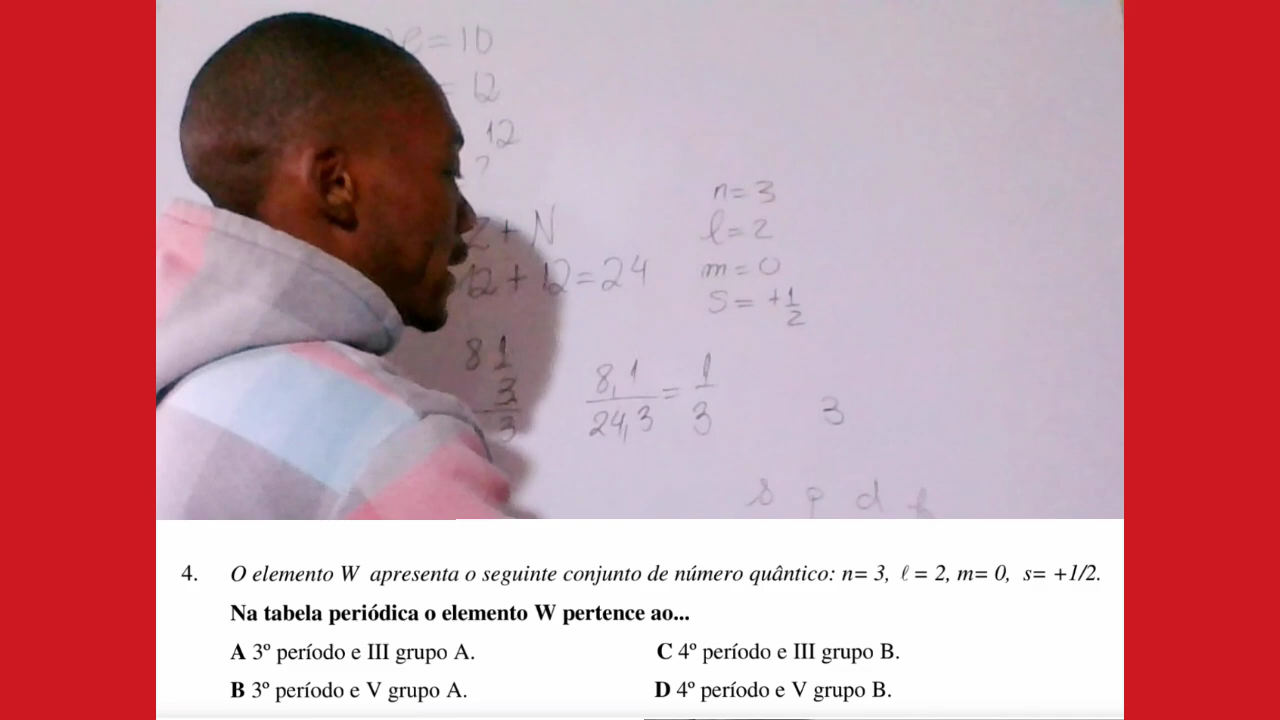 e = 10
= 12
12
?
Z + N
12 + 12 = 24
n = 3
l = 2
m = 0
S = + 1/2
8 1
3
3
8,1 / 24,3 = 1 / 3
3
s p d f
4. O elemento W apresenta o seguinte conjunto de número quântico: n= 3, ℓ = 2, m= 0, s= +1/2.
Na tabela periódica o elemento W pertence ao...
A 3º período e III grupo A.
C 4º período e III grupo B.
B 3º período e V grupo A.
D 4º período e V grupo B.